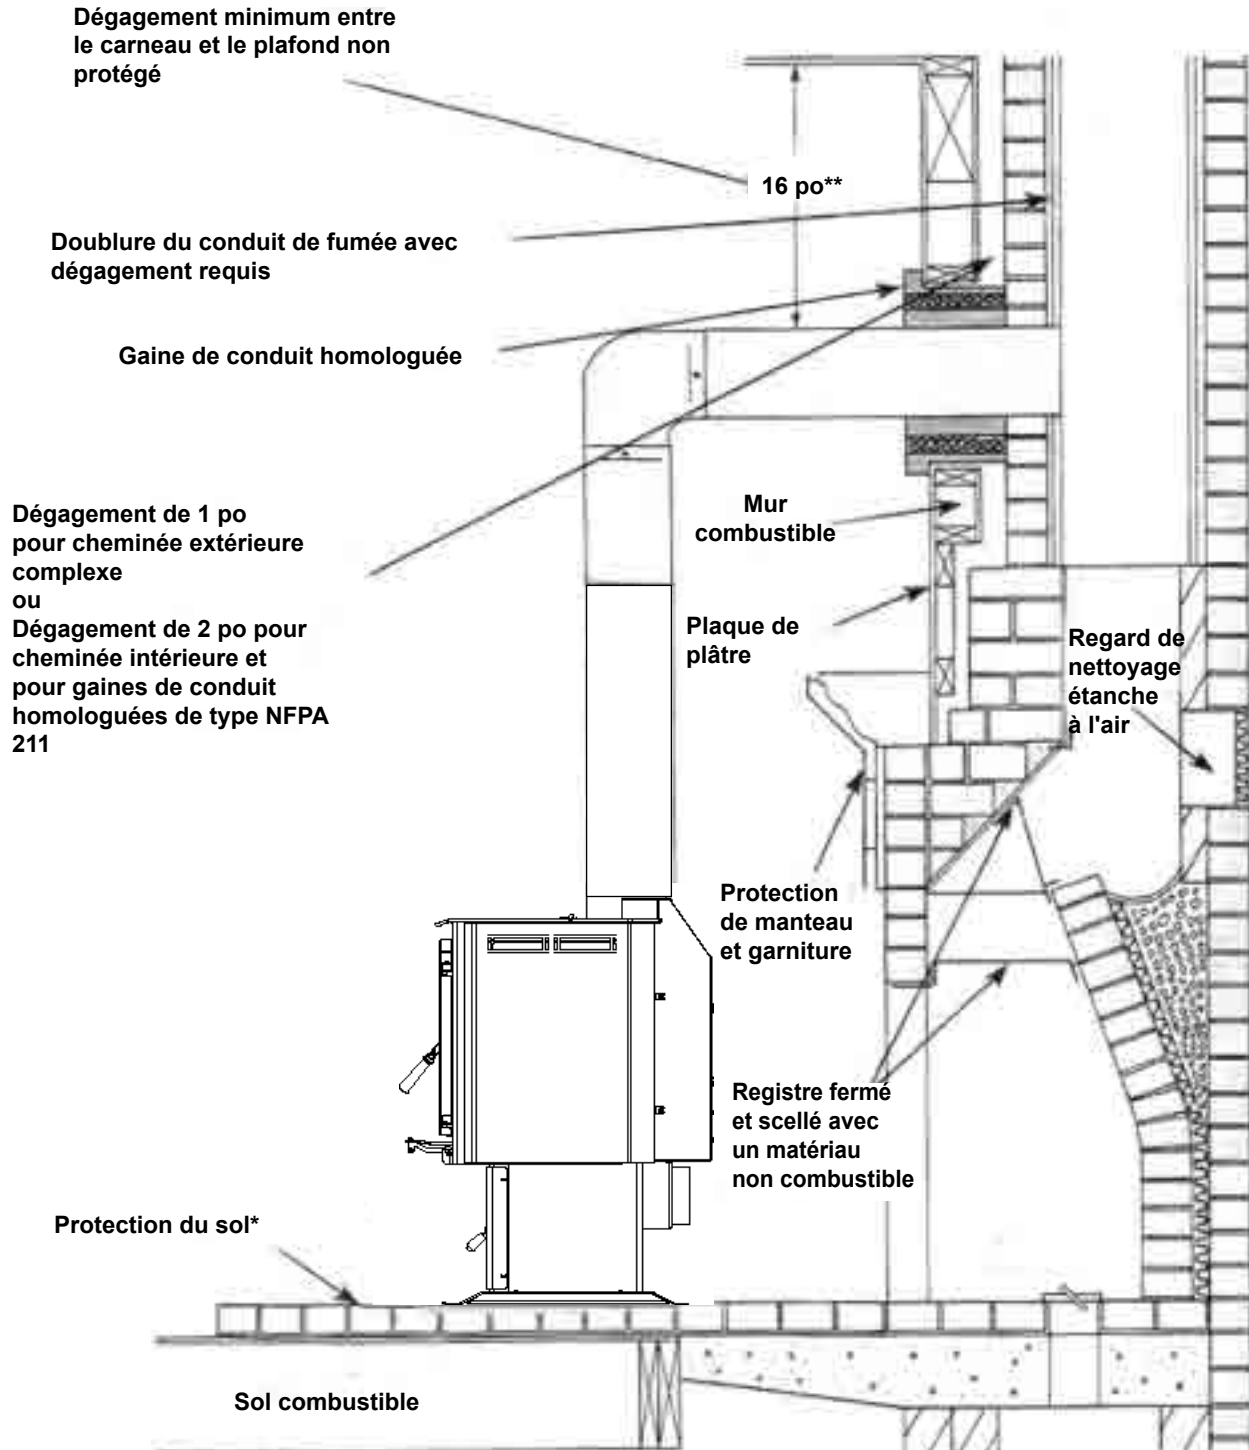 Dégagement minimum entre
le carneau et le plafond non
protégé
16 po**
Doublure du conduit de fumée avec
dégagement requis
Gaine de conduit homologuée
Dégagement de 1 po
pour cheminée extérieure
complexe
ou
Dégagement de 2 po pour
cheminée intérieure et
pour gaines de conduit
homologuées de type NFPA
211
Mur
combustible
Plaque de
plâtre
Regard de
nettoyage
étanche
à l'air
Protection
de manteau
et garniture
Registre fermé
et scellé avec
un matériau
non combustible
Protection du sol*
Sol combustible